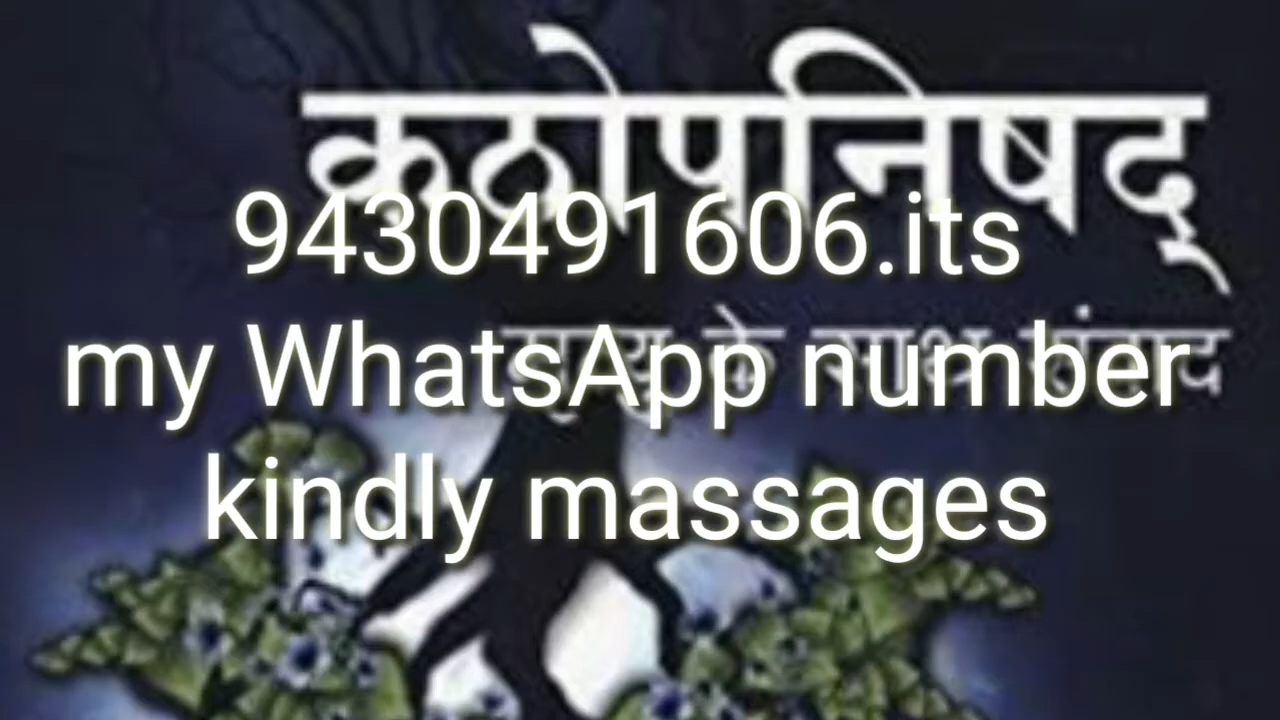 कठोपनिषद्
9430491606.its
मृत्यु के साथ संवाद
my WhatsApp number
kindly massages